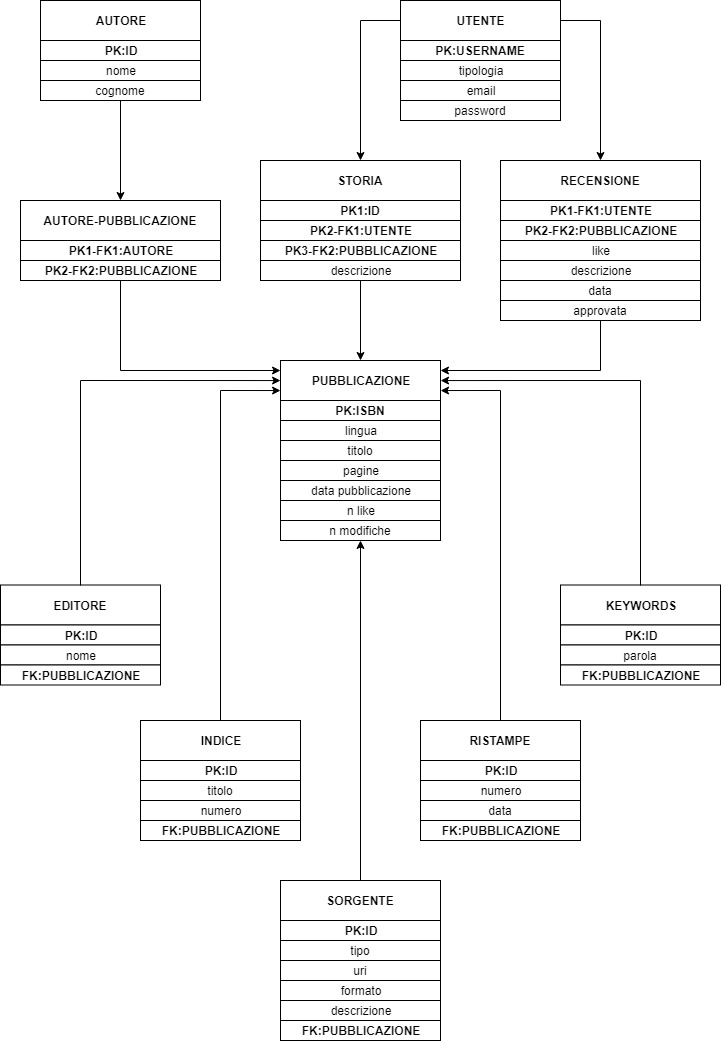 AUTORE
PK:ID
nome
cognome
UTENTE
PK:USERNAME
tipologia
email
password
AUTORE-PUBBLICAZIONE
PK1-FK1:AUTORE
PK2-FK2:PUBBLICAZIONE
STORIA
PK1:ID
PK2-FK1:UTENTE
PK3-FK2:PUBBLICAZIONE
descrizione
RECENSIONE
PK1-FK1:UTENTE
PK2-FK2:PUBBLICAZIONE
like
descrizione
data
approvata
PUBBLICAZIONE
PK:ISBN
lingua
titolo
pagine
data pubblicazione
n like
n modifiche
EDITORE
PK:ID
nome
FK:PUBBLICAZIONE
KEYWORDS
PK:ID
parola
FK:PUBBLICAZIONE
INDICE
PK:ID
titolo
numero
FK:PUBBLICAZIONE
RISTAMPE
PK:ID
numero
data
FK:PUBBLICAZIONE
SORGENTE
PK:ID
tipo
uri
formato
descrizione
FK:PUBBLICAZIONE